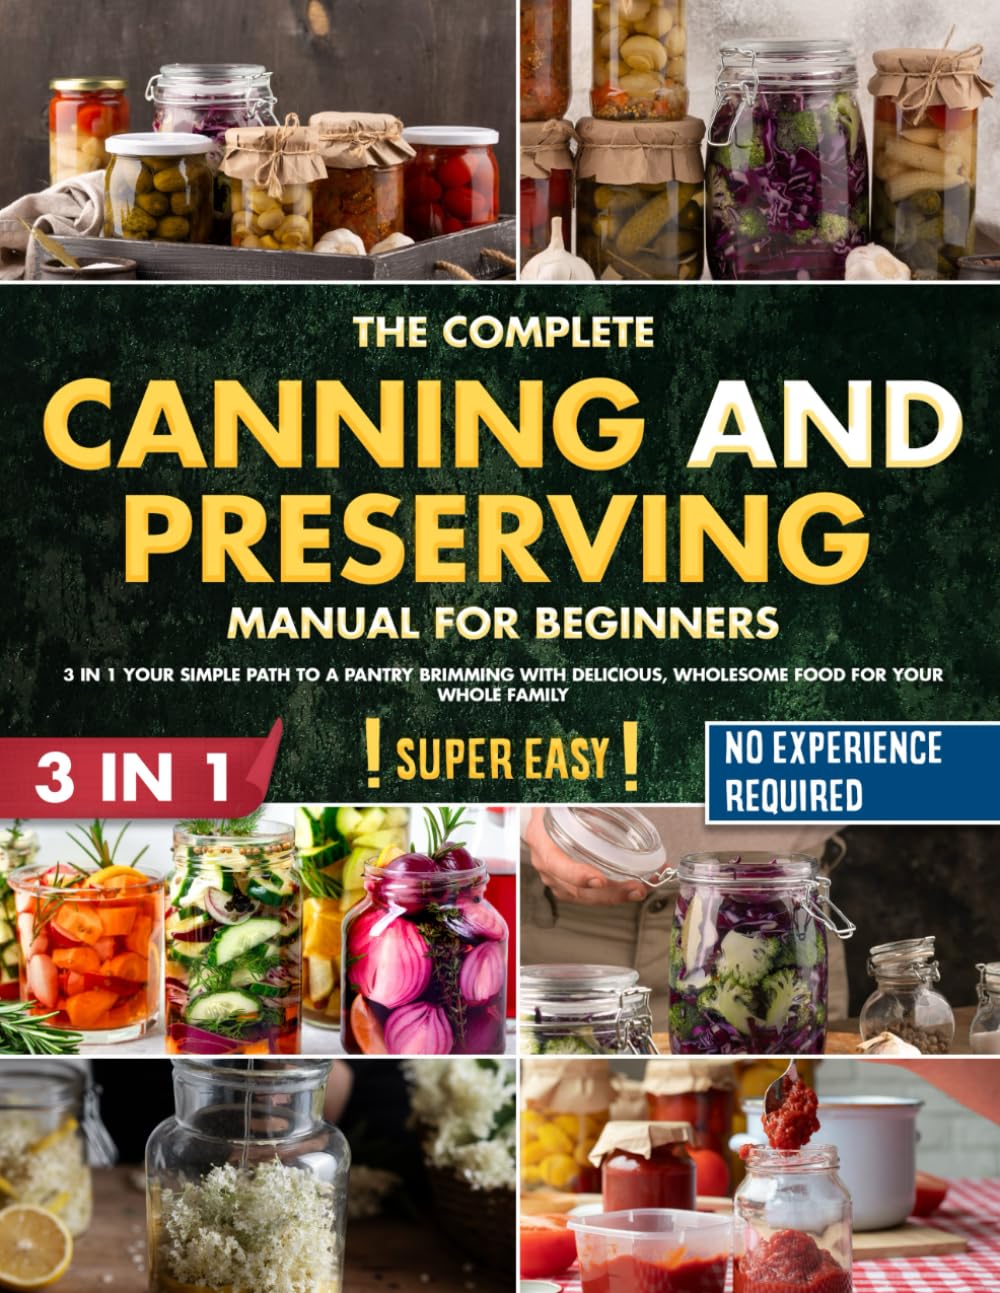 THE COMPLETE
CANNING AND
PRESERVING
MANUAL FOR BEGINNERS
3 IN 1 YOUR SIMPLE PATH TO A PANTRY BRIMMING WITH DELICIOUS, WHOLESOME FOOD FOR YOUR
WHOLE FAMILY
3 IN 1
! SUPER EASY !
NO EXPERIENCE
REQUIRED